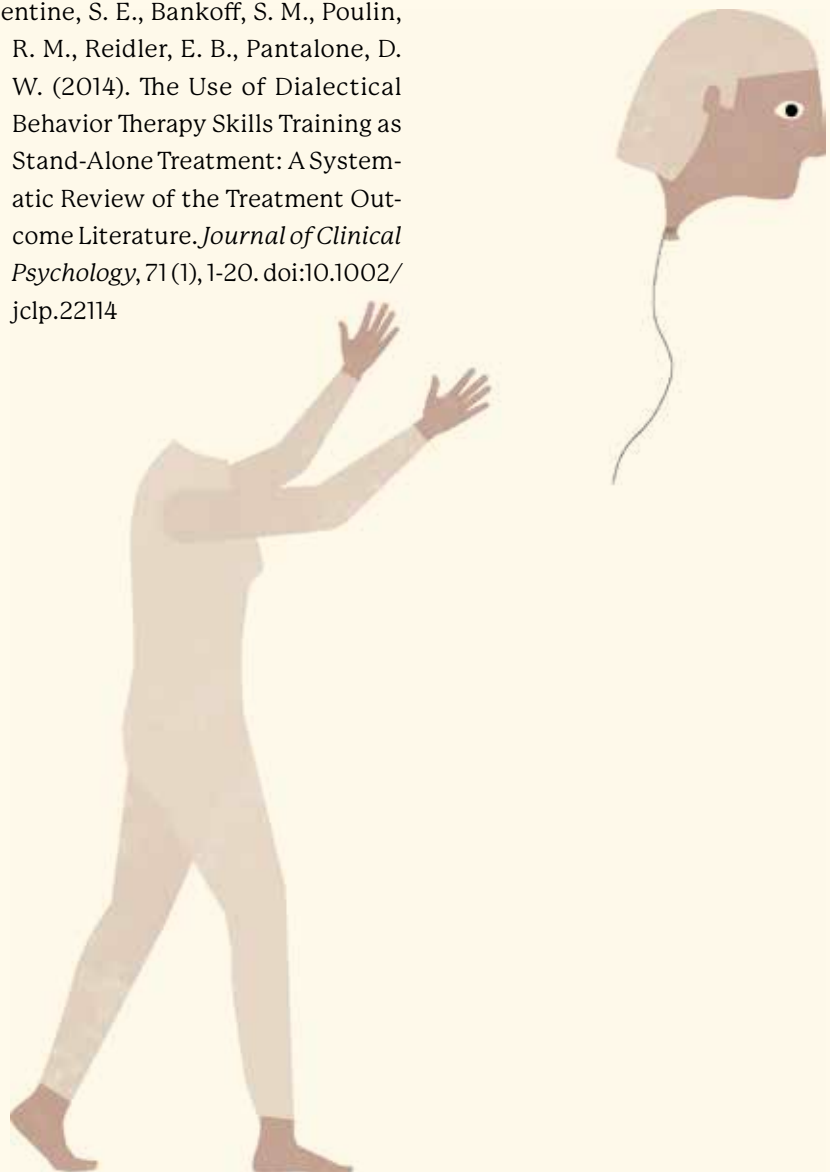 entine, S. E., Bankoff, S. M., Poulin,
R. M., Reidler, E. B., Pantalone, D.
W. (2014). The Use of Dialectical
Behavior Therapy Skills Training as
Stand-Alone Treatment: A System-
atic Review of the Treatment Out-
come Literature. Journal of Clinical
Psychology, 71 (1), 1-20. doi:10.1002/
jclp.22114